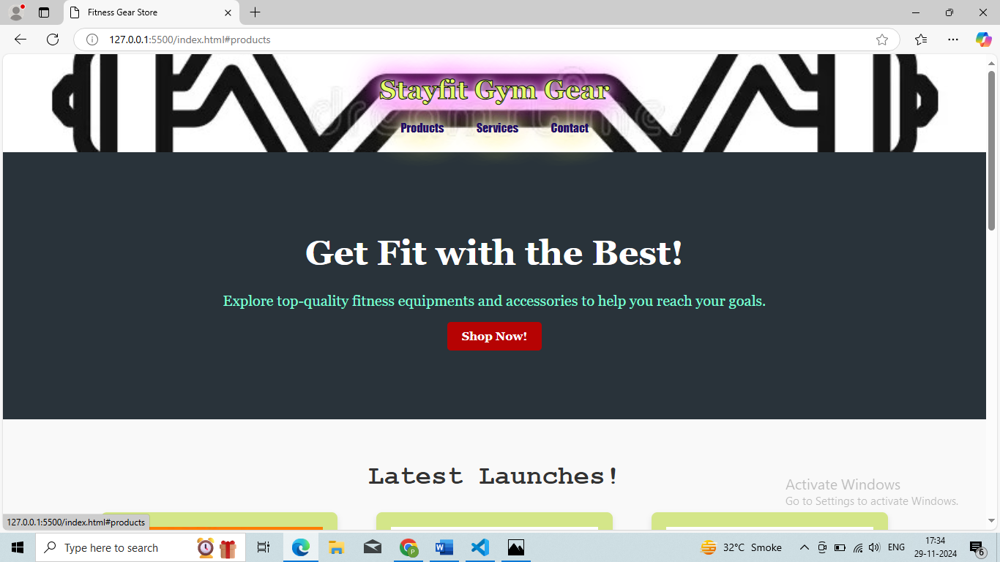 Fitness Gear Store
127.0.0.1:5500/index.html#products
Stayfit Gym Gear
dreamstime.
Products Services Contact
Get Fit with the Best!
Explore top-quality fitness equipments and accessories to help you reach your goals.
Shop Now!
Latest Launches!
Activate Windows
Go to Settings to activate Windows.
127.0.0.1:5500/index.html#products
Type here to search
32°C Smoke
ENG
17:34
29-11-2024
6